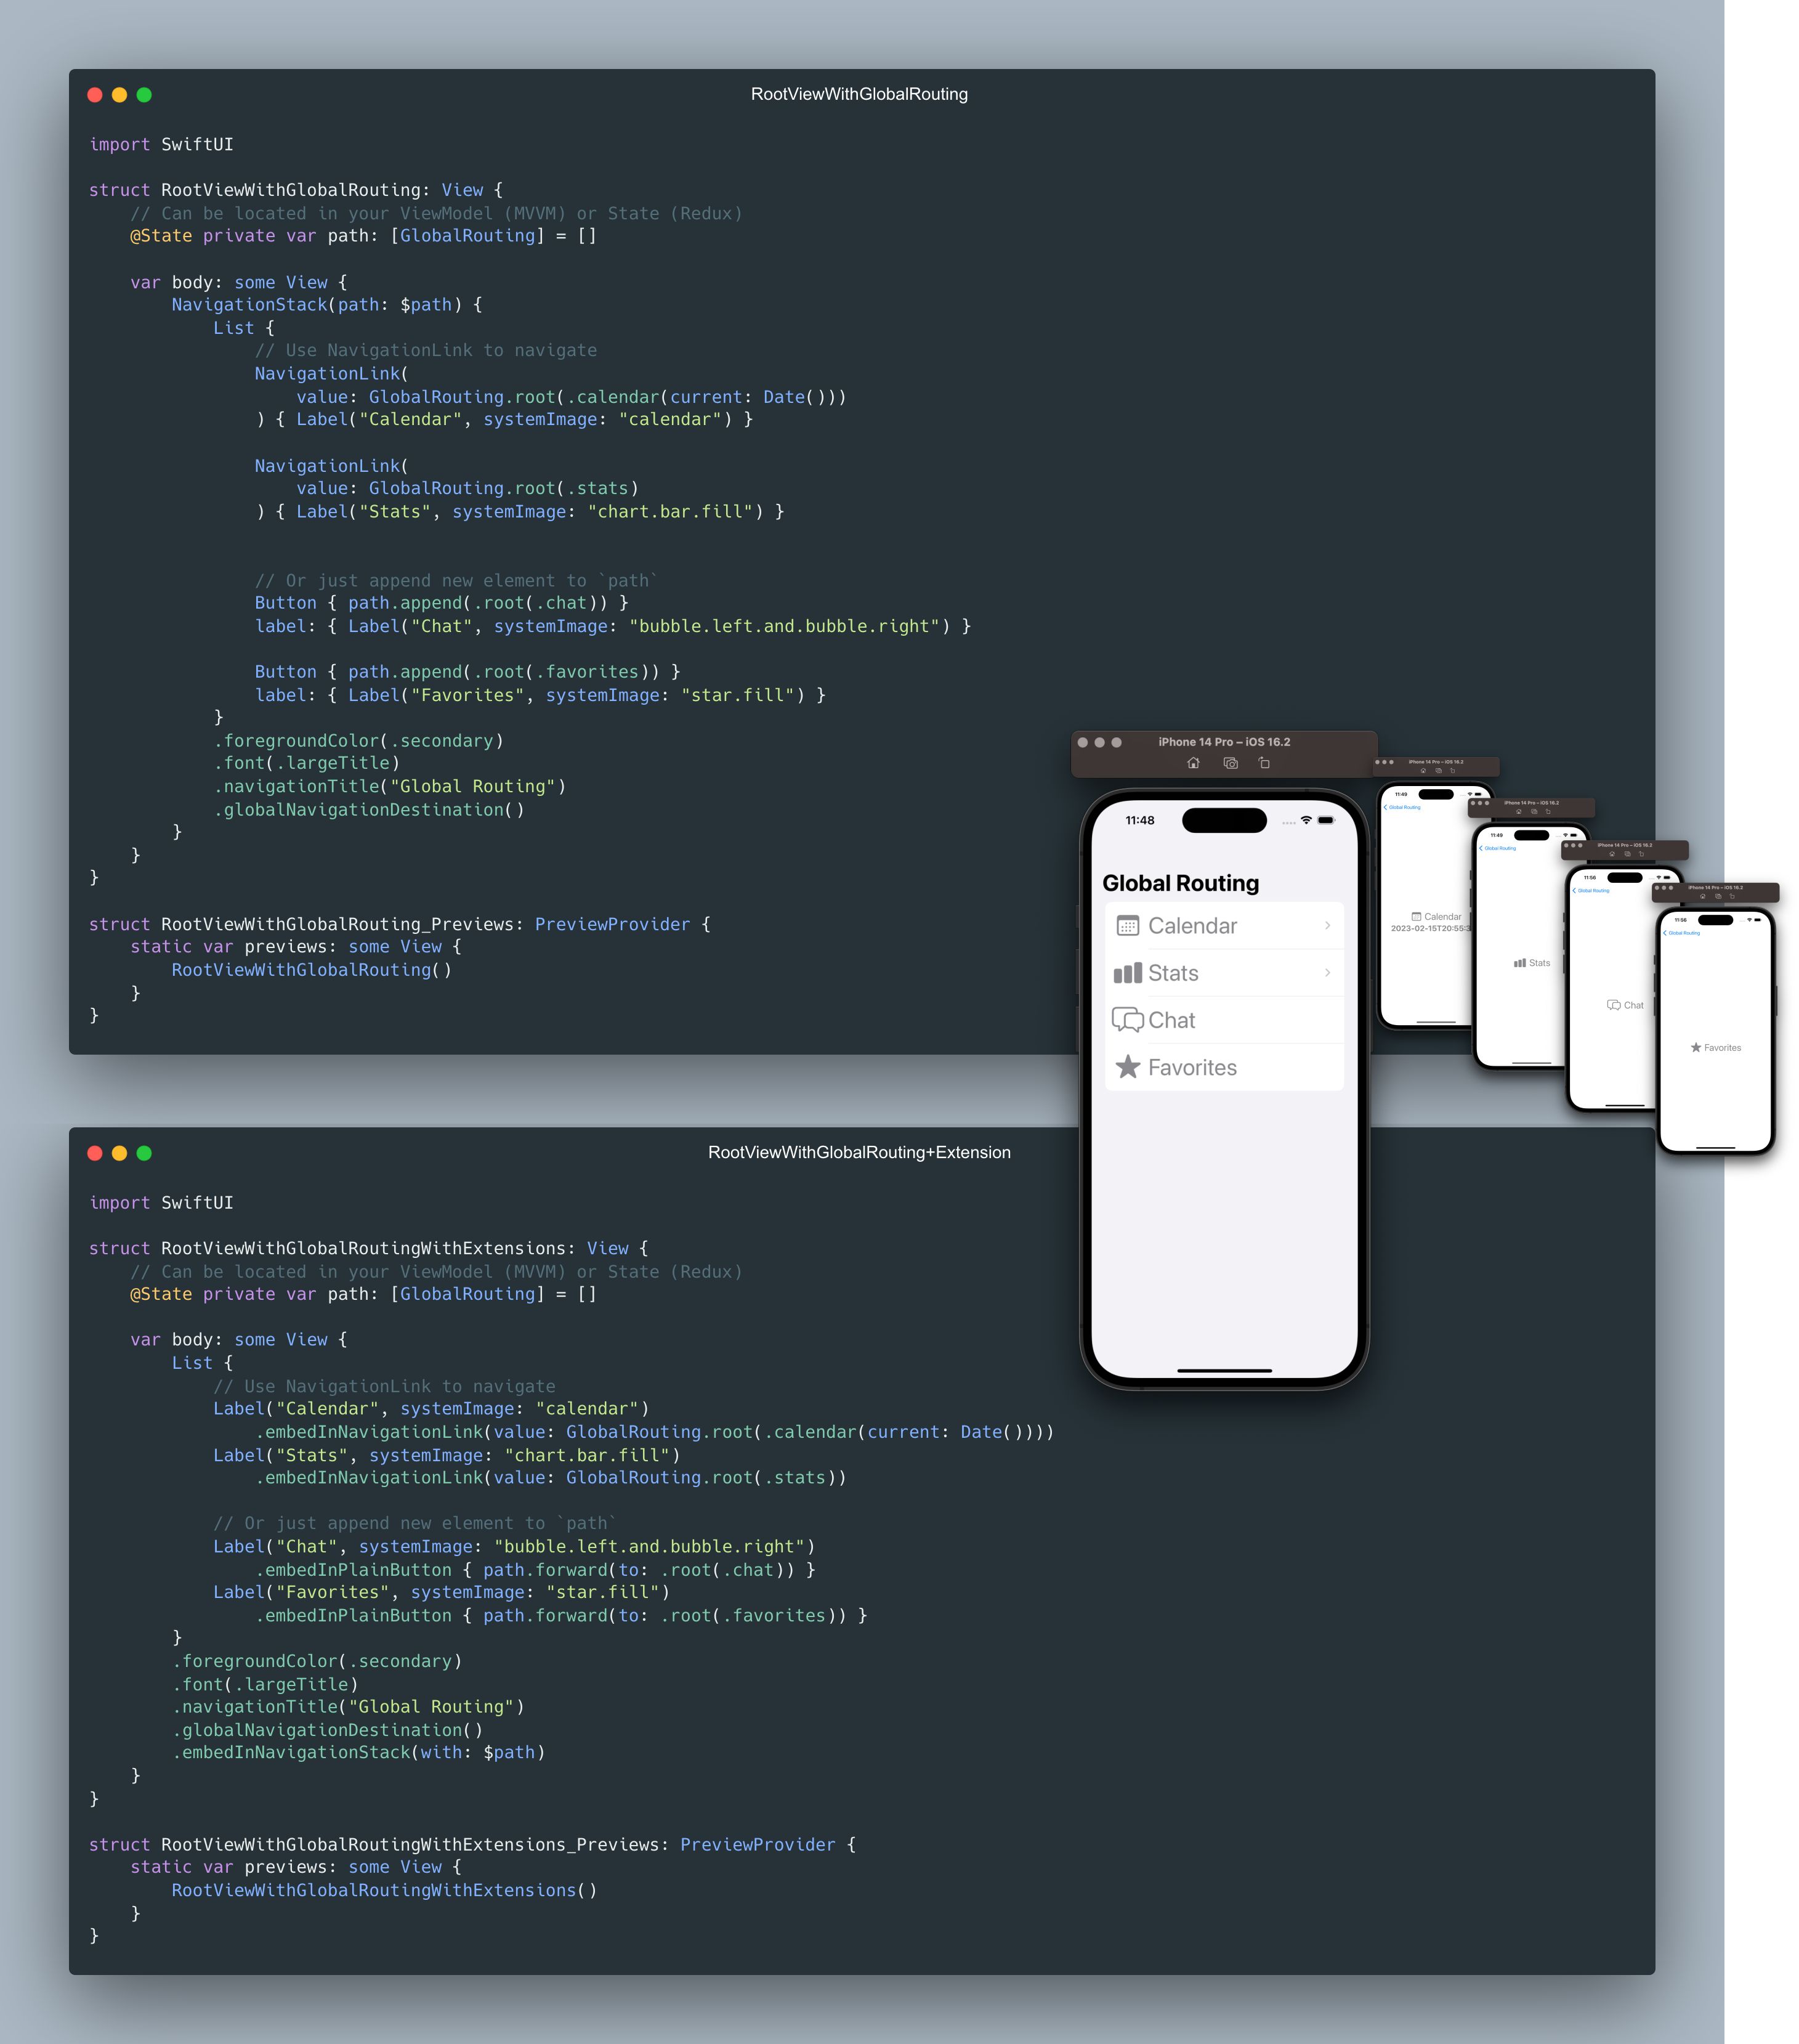 RootViewWithGlobalRouting
import SwiftUI
struct RootViewWithGlobalRouting: View {
    // Can be located in your ViewModel (MVVM) or State (Redux)
    @State private var path: [GlobalRouting] = []
    var body: some View {
        NavigationStack(path: $path) {
            List {
                // Use NavigationLink to navigate
                NavigationLink(
                    value: GlobalRouting.root(.calendar(current: Date()))
                ) { Label("Calendar", systemImage: "calendar") }
                NavigationLink(
                    value: GlobalRouting.root(.stats)
                ) { Label("Stats", systemImage: "chart.bar.fill") }
                // Or just append new element to `path`
                Button { path.append(.root(.chat)) }
                label: { Label("Chat", systemImage: "bubble.left.and.bubble.right") }
                Button { path.append(.root(.favorites)) }
                label: { Label("Favorites", systemImage: "star.fill") }
            }
            .foregroundColor(.secondary)
            .font(.largeTitle)
            .navigationTitle("Global Routing")
            .globalNavigationDestination()
        }
    }
}
struct RootViewWithGlobalRouting_Previews: PreviewProvider {
    static var previews: some View {
        RootViewWithGlobalRouting()
    }
}
iPhone 14 Pro – iOS 16.2
11:48
Global Routing
Calendar
Stats
Chat
Favorites
iPhone 14 Pro – iOS 16.2
11:49
Global Routing
Calendar
2023-02-15T20:55:3
iPhone 14 Pro – iOS 16.2
11:49
Global Routing
Stats
iPhone 14 Pro – iOS 16.2
11:56
Global Routing
Chat
iPhone 14 Pro – iOS 16.2
11:56
Global Routing
Favorites
RootViewWithGlobalRouting+Extension
import SwiftUI
struct RootViewWithGlobalRoutingWithExtensions: View {
    // Can be located in your ViewModel (MVVM) or State (Redux)
    @State private var path: [GlobalRouting] = []
    var body: some View {
        List {
            // Use NavigationLink to navigate
            Label("Calendar", systemImage: "calendar")
                .embedInNavigationLink(value: GlobalRouting.root(.calendar(current: Date())))
            Label("Stats", systemImage: "chart.bar.fill")
                .embedInNavigationLink(value: GlobalRouting.root(.stats))
            // Or just append new element to `path`
            Label("Chat", systemImage: "bubble.left.and.bubble.right")
                .embedInPlainButton { path.forward(to: .root(.chat)) }
            Label("Favorites", systemImage: "star.fill")
                .embedInPlainButton { path.forward(to: .root(.favorites)) }
        }
        .foregroundColor(.secondary)
        .font(.largeTitle)
        .navigationTitle("Global Routing")
        .globalNavigationDestination()
        .embedInNavigationStack(with: $path)
    }
}
struct RootViewWithGlobalRoutingWithExtensions_Previews: PreviewProvider {
    static var previews: some View {
        RootViewWithGlobalRoutingWithExtensions()
    }
}